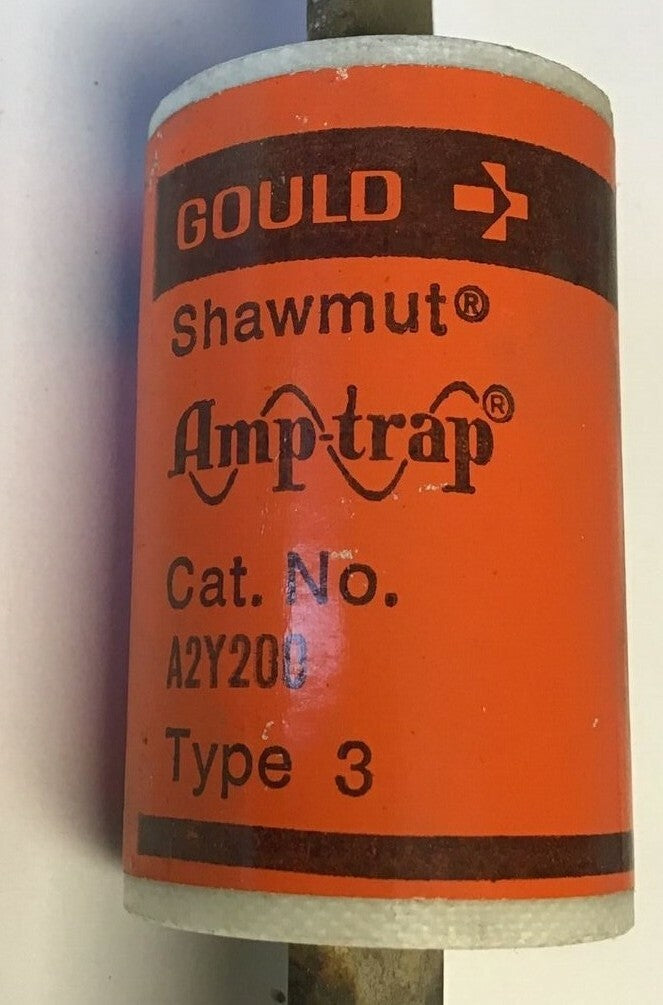 GOULD
Shawmut®
Amp-trap®
Cat. No.
A2Y200
Type 3